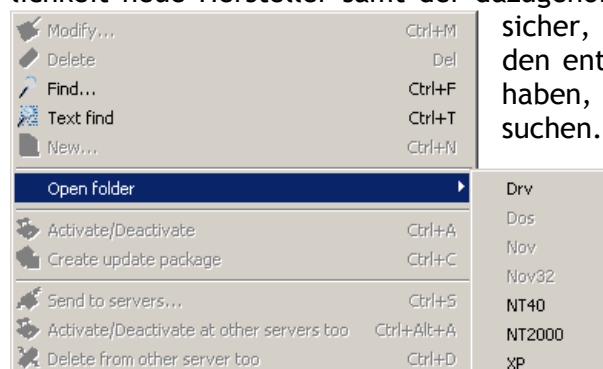 sicher,
den ent
haben,
suchen.
Modify... Ctrl+M
Delete Del
Find... Ctrl+F
Text find Ctrl+T
New... Ctrl+N
Open folder
Activate/Deactivate Ctrl+A
Create update package Ctrl+C
Send to servers... Ctrl+S
Activate/Deactivate at other servers too Ctrl+Alt+A
Delete from other server too Ctrl+D
Drv
Dos
Nov
Nov32
NT40
NT2000
XP